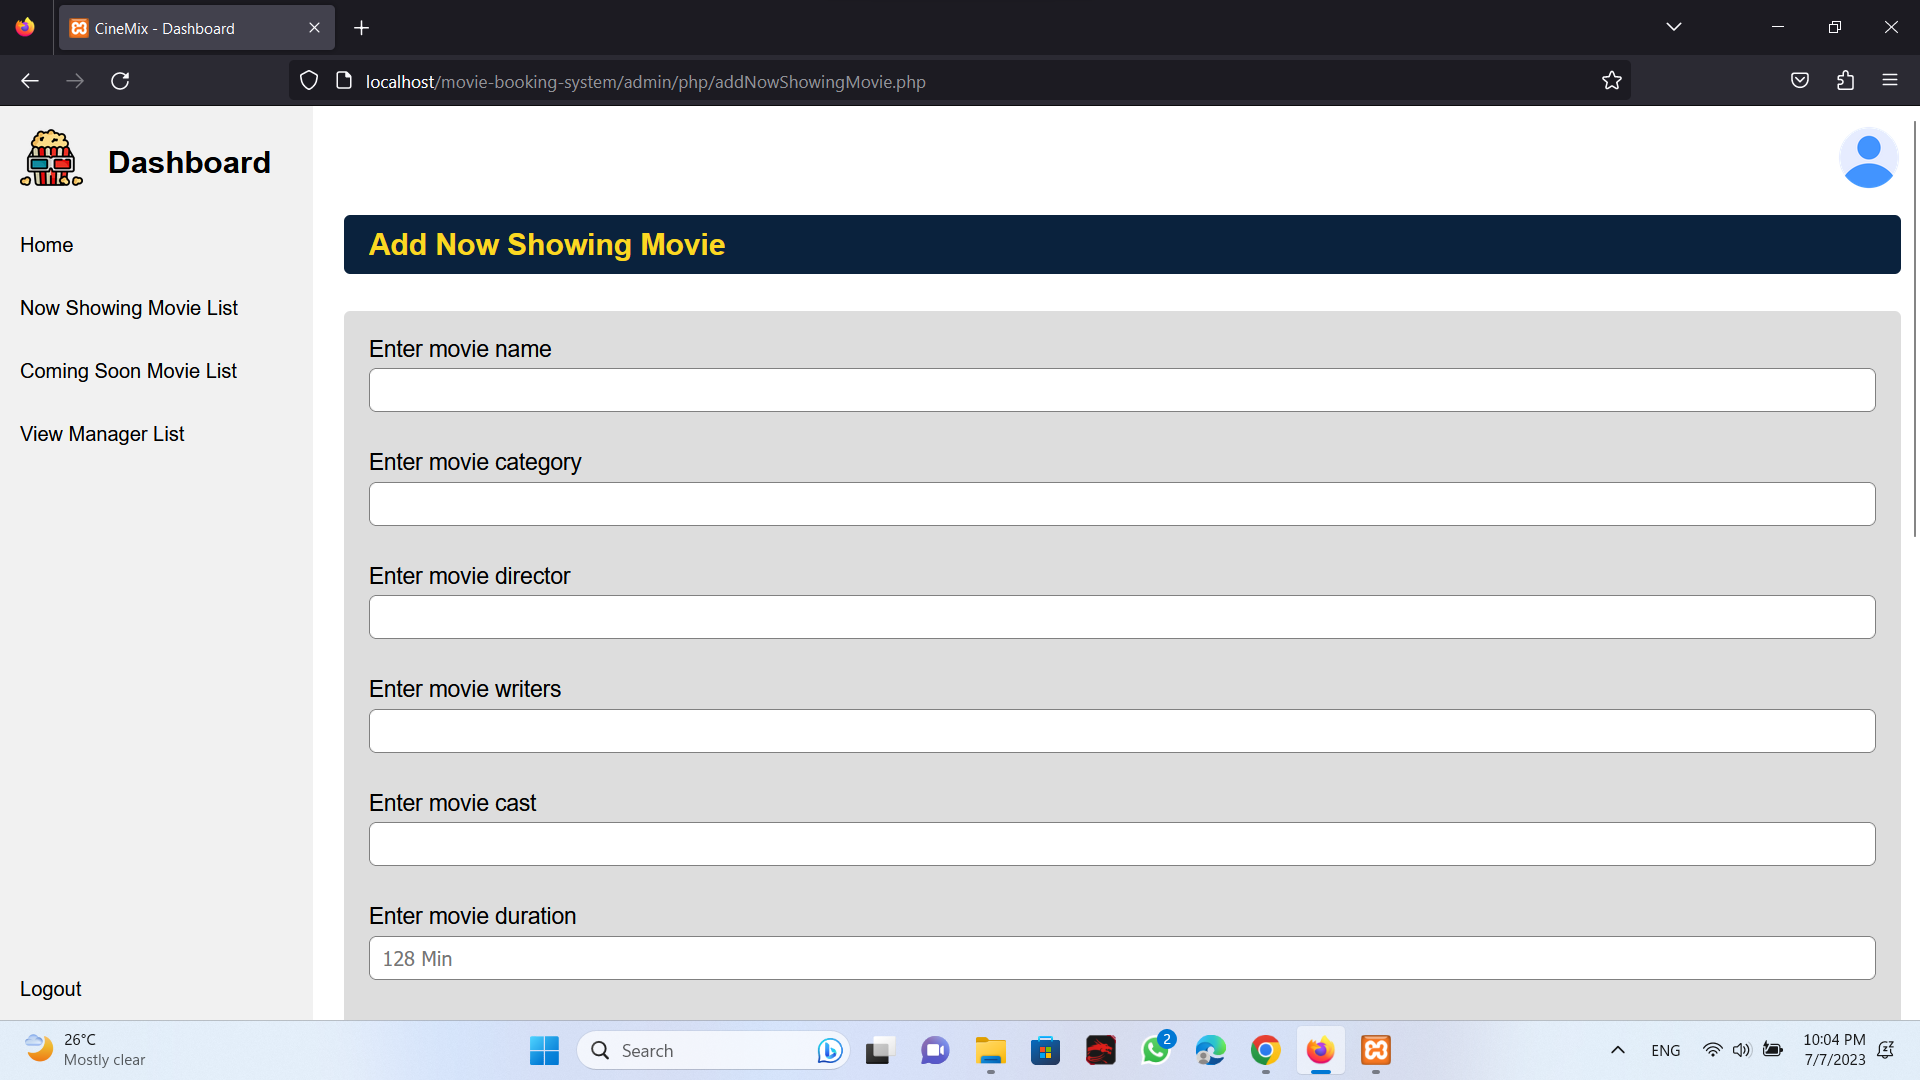 CineMix - Dashboard
localhost/movie-booking-system/admin/php/addNowShowingMovie.php
Dashboard
Home
Now Showing Movie List
Coming Soon Movie List
View Manager List
Logout
Add Now Showing Movie
Enter movie name
Enter movie category
Enter movie director
Enter movie writers
Enter movie cast
Enter movie duration
128 Min
26°C
Mostly clear
Search
2
ENG
10:04 PM
7/7/2023